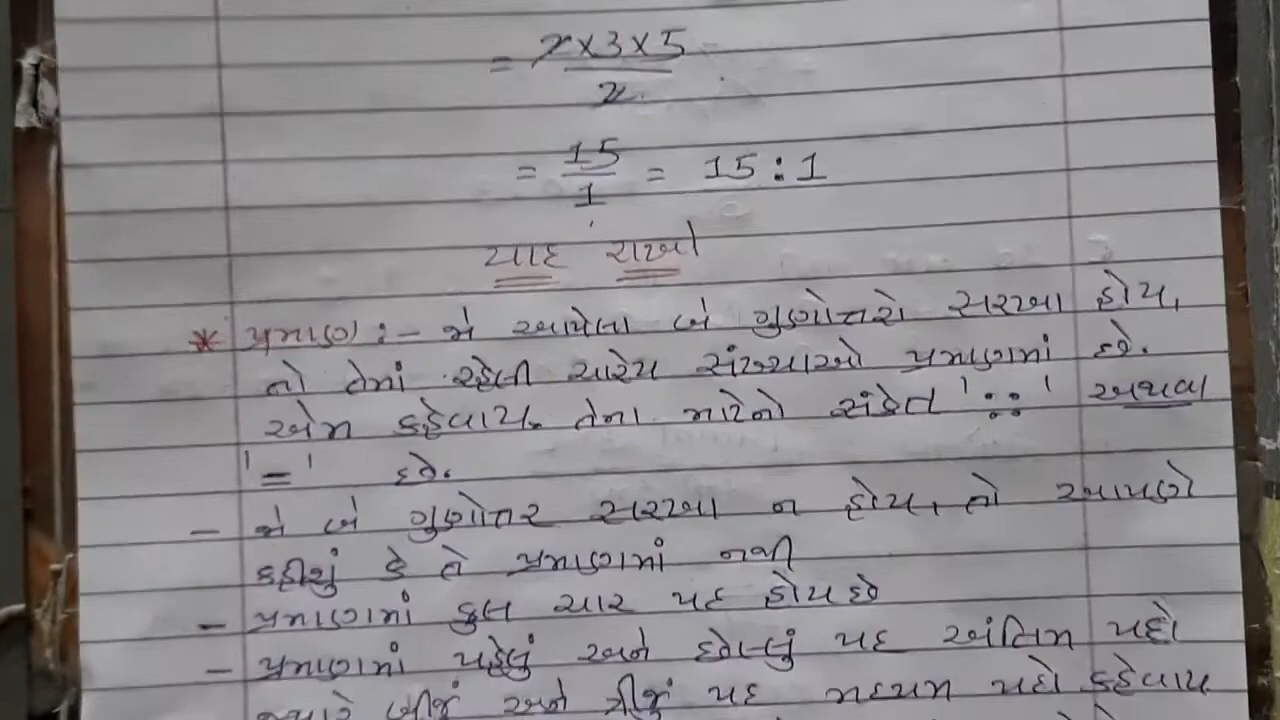 = x×3×5 / x
= 15/1 = 15:1
યાદ રાખો
* પ્રમાણ :- જો આપેલા બે ગુણોત્તરો સરખા હોય,
તો તેનાં રહેલી ચારેય સંખ્યાઓ પ્રમાણમાં છે.
એમ કહેવાય. તેના માટેનો સંકેત '::' અથવા
'=' છે.
- જો બે ગુણોતર સરખા ન હોય, તો આપણે
કહીશું કે તે પ્રમાણમાં નથી
- પ્રમાણમાં કુલ ચાર પદ હોય છે
- પ્રમાણમાં પહેલું અને છેલ્લું પદ અંતિમ પદો
જ્યારે બીજું અને ત્રીજું પદ મધ્યમ પદો કહેવાય